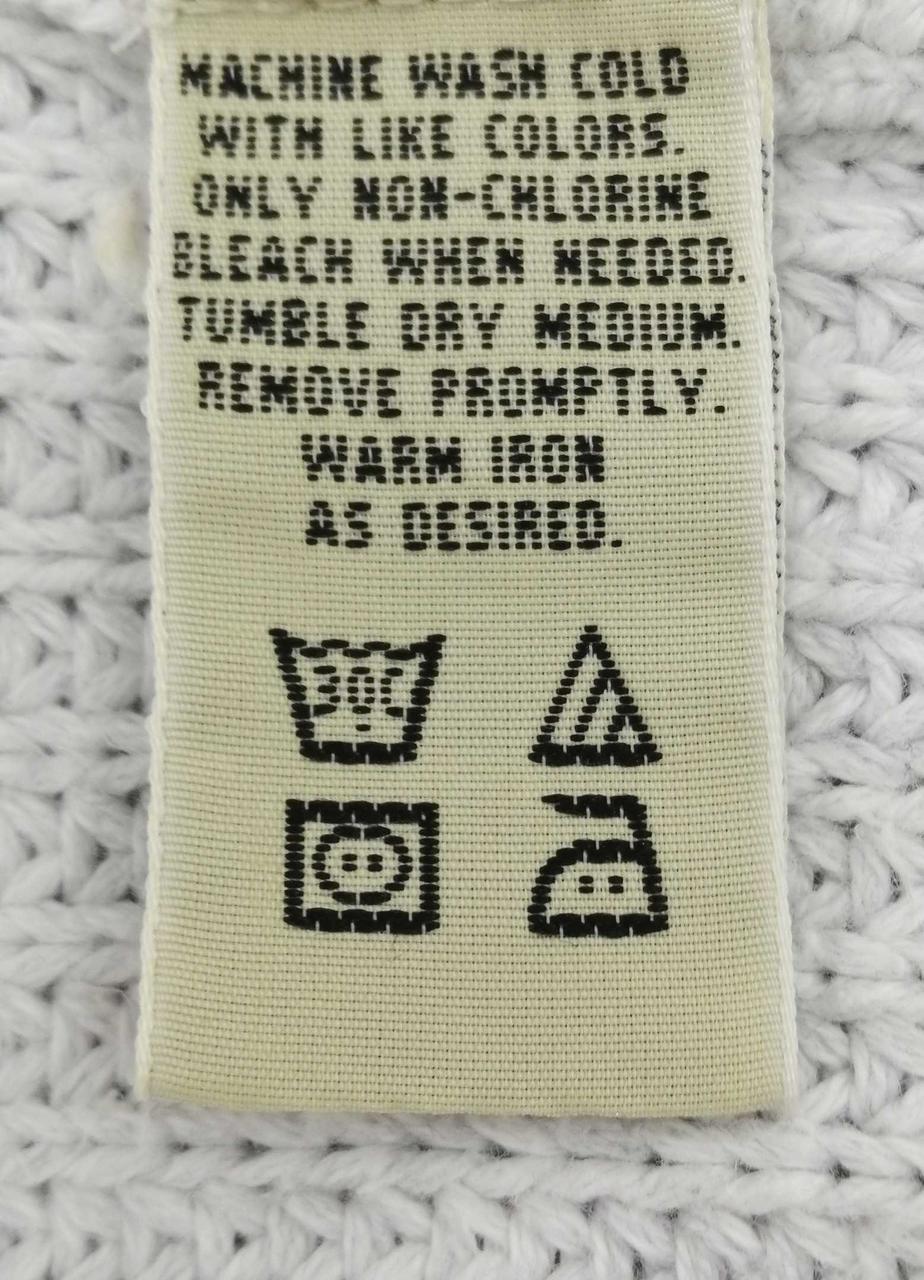 MACHINE WASH COLD
WITH LIKE COLORS.
ONLY NON-CHLORINE
BLEACH WHEN NEEDED.
TUMBLE DRY MEDIUM.
REMOVE PROMPTLY.
WARM IRON
AS DESIRED.
30C